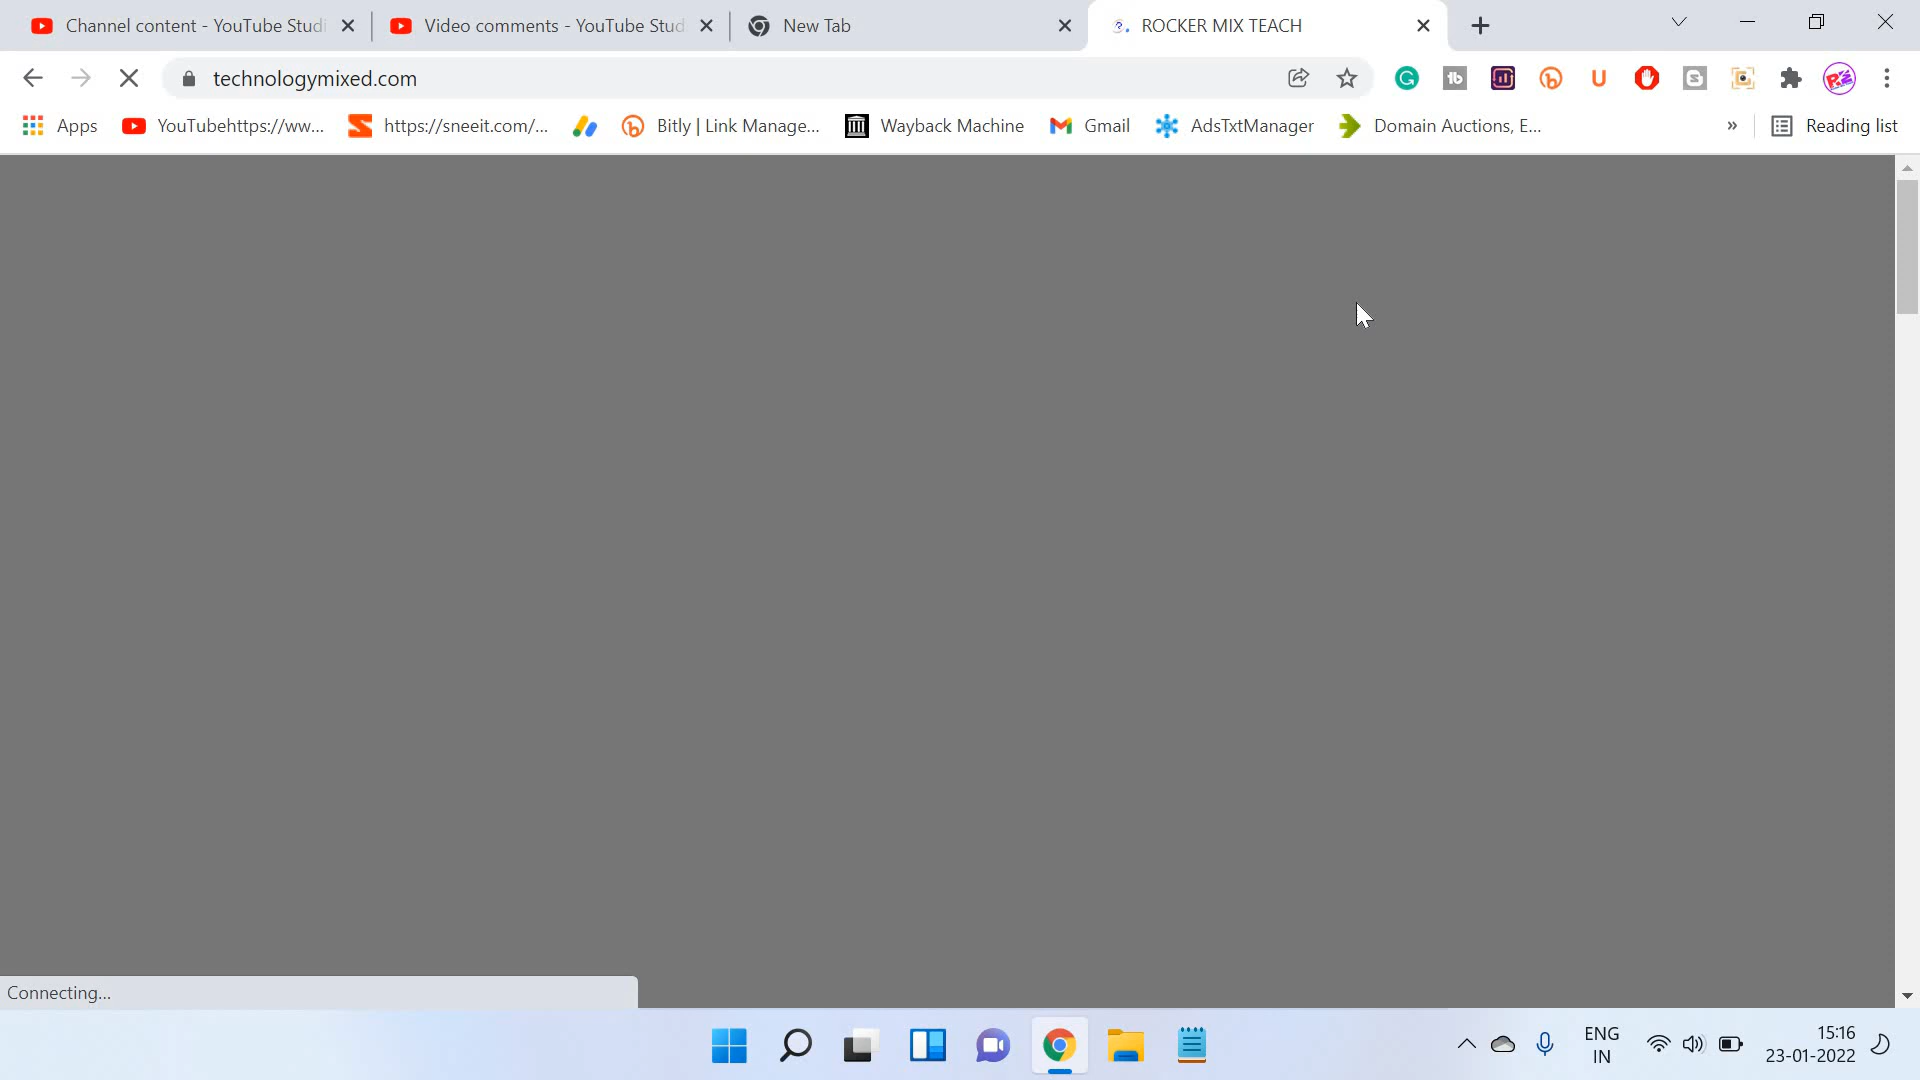 Channel content - YouTube Studi
Video comments - YouTube Stud
New Tab
ROCKER MIX TEACH
technologymixed.com
Apps
YouTubehttps://ww...
https://sneeit.com/...
Bitly | Link Manage...
Wayback Machine
Gmail
AdsTxtManager
Domain Auctions, E...
»
Reading list
Connecting...
ENG
IN
15:16
23-01-2022